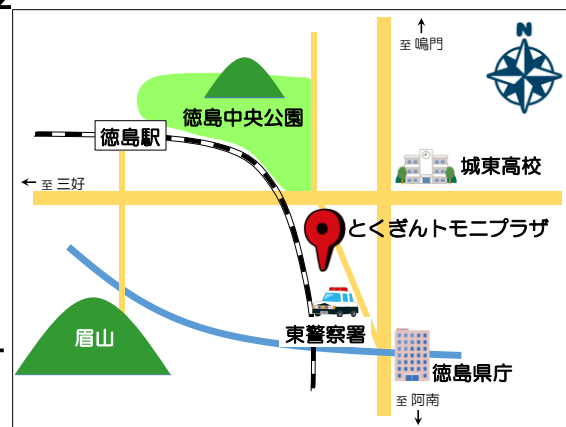 N
↑
至 鳴門
徳島中央公園
徳島駅
城東高校
← 至 三好
とくぎんトモニプラザ
眉山
東警察署
徳島県庁
至 阿南
↓